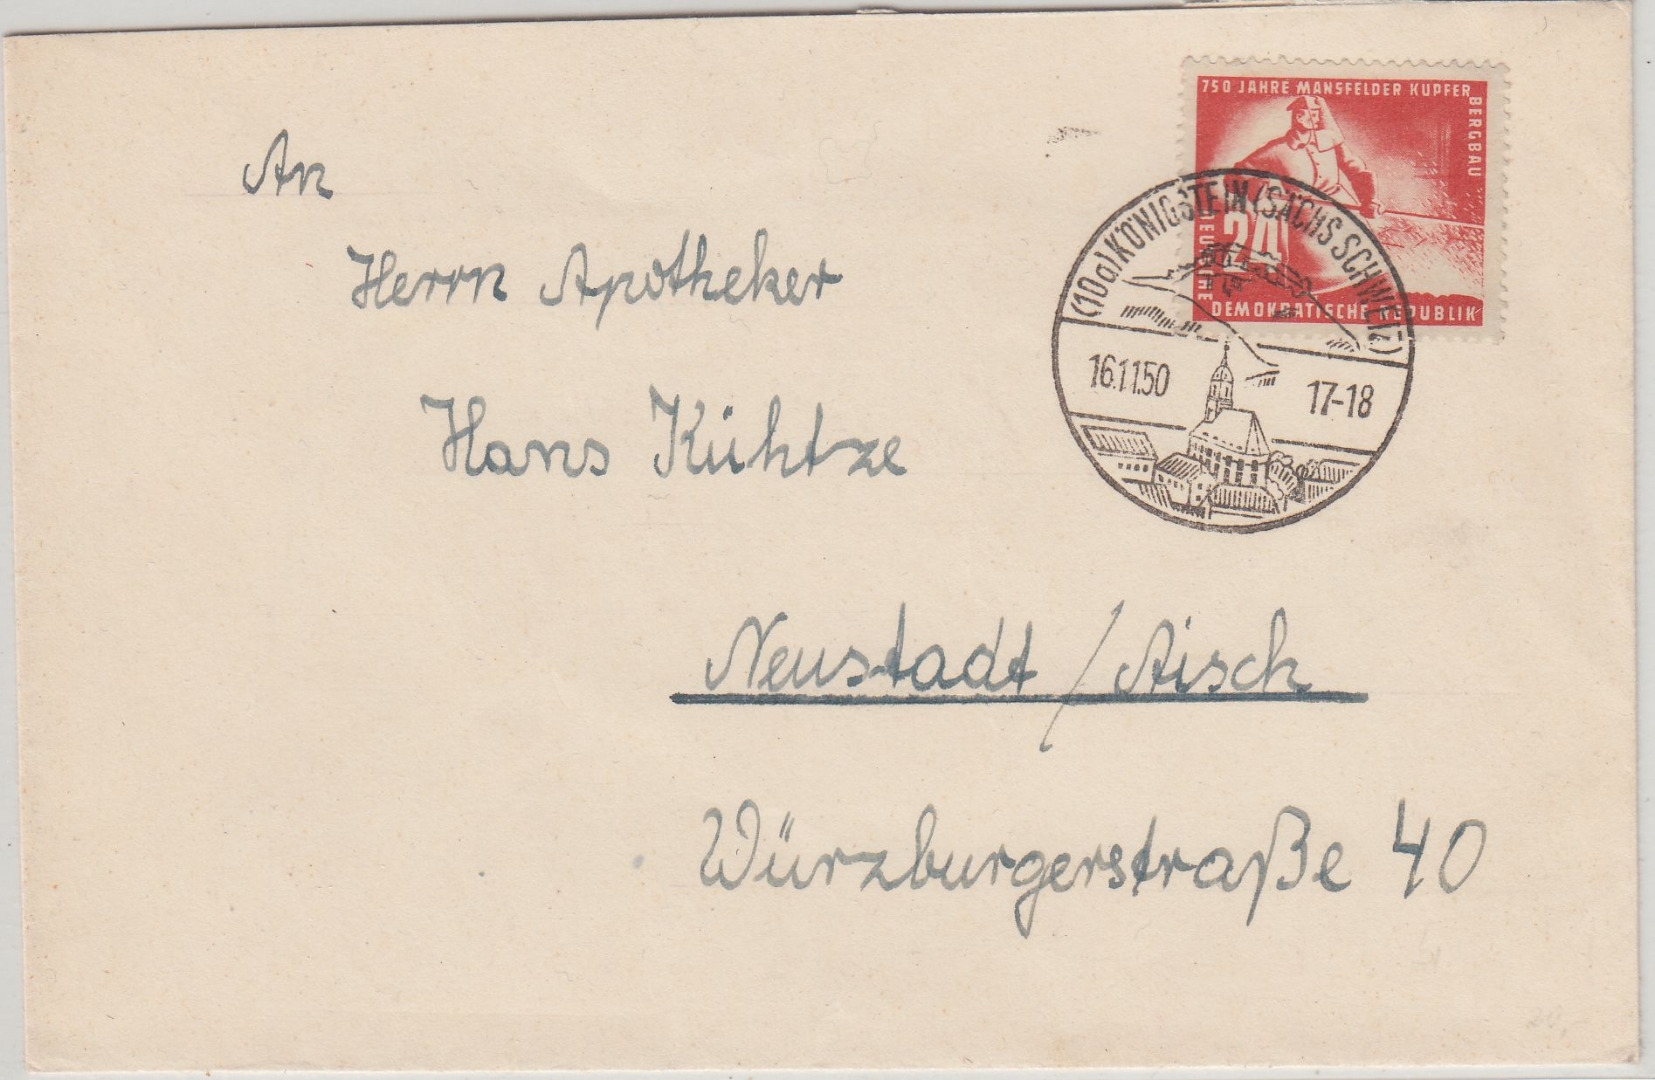 750 JAHRE MANSFELDER KUPFER
BERGBAU
24
DEUTSCHE
DEMOKRATISCHE REPUBLIK
(10a) KÖNIGSTEIN (SÄCHS SCHWEIZ)
16.11.50
17-18
An
Herrn Apotheker
Hans Kühtze
Neustadt / Aisch
Würzburgerstraße 40